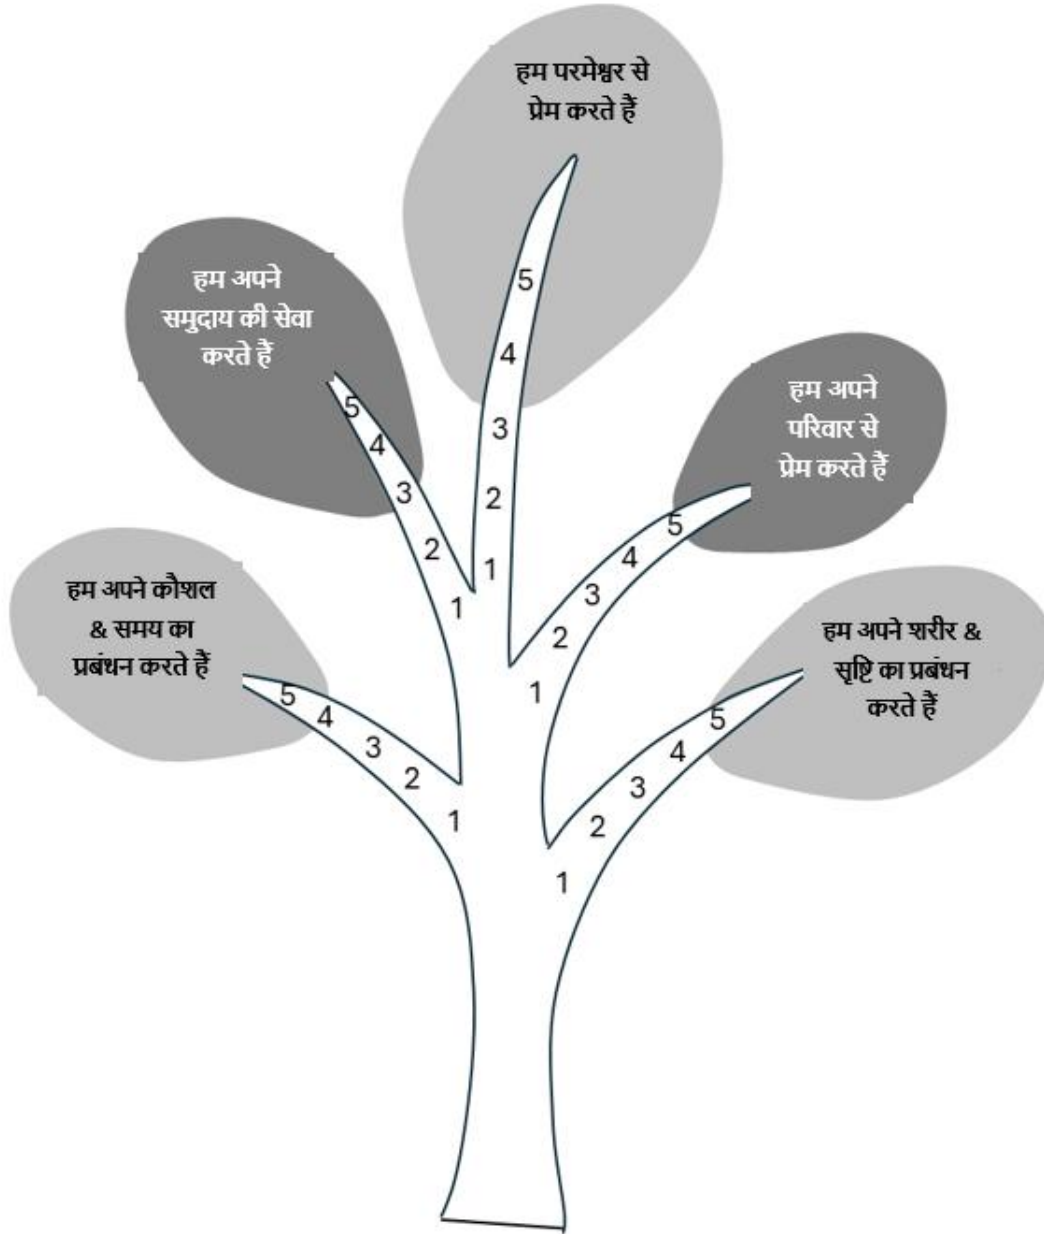 हम परमेश्वर से
प्रेम करते हैं
5
4
3
2
1
हम अपने
समुदाय की सेवा
करते हैं
5
4
3
2
1
हम अपने
परिवार से
प्रेम करते हैं
5
4
3
2
1
हम अपने कौशल
& समय का
प्रबंधन करते हैं
5
4
3
2
1
हम अपने शरीर &
सृष्टि का प्रबंधन
करते हैं
5
4
3
2
1